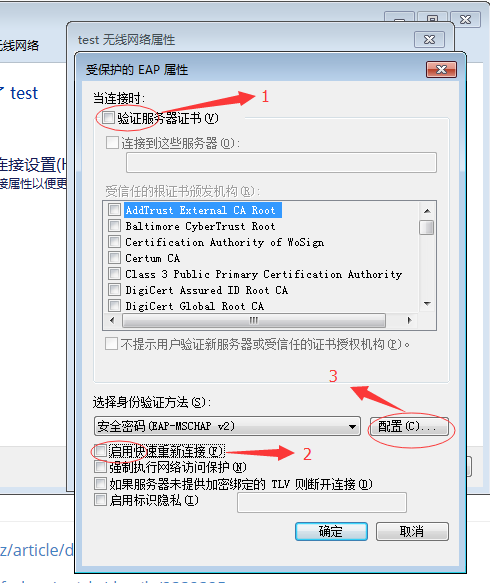 test 无线网络属性
无线网络
受保护的 EAP 属性
test
当连接时:
1
验证服务器证书(V)
连接到这些服务器(O):
连接设置(H
接属性以便更
受信任的根证书颁发机构(R):
AddTrust External CA Root
Baltimore CyberTrust Root
Certification Authority of WoSign
Certum CA
Class 3 Public Primary Certification Authority
DigiCert Assured ID Root CA
DigiCert Global Root CA
不提示用户验证新服务器或受信任的证书授权机构(P)。
3
选择身份验证方法(S):
安全密码(EAP-MSCHAP v2)
配置(C)...
启用快速重新连接(F)
2
强制执行网络访问保护(N)
如果服务器未提供加密绑定的 TLV 则断开连接(D)
启用标识隐私(I)
确定
取消
z/article/d